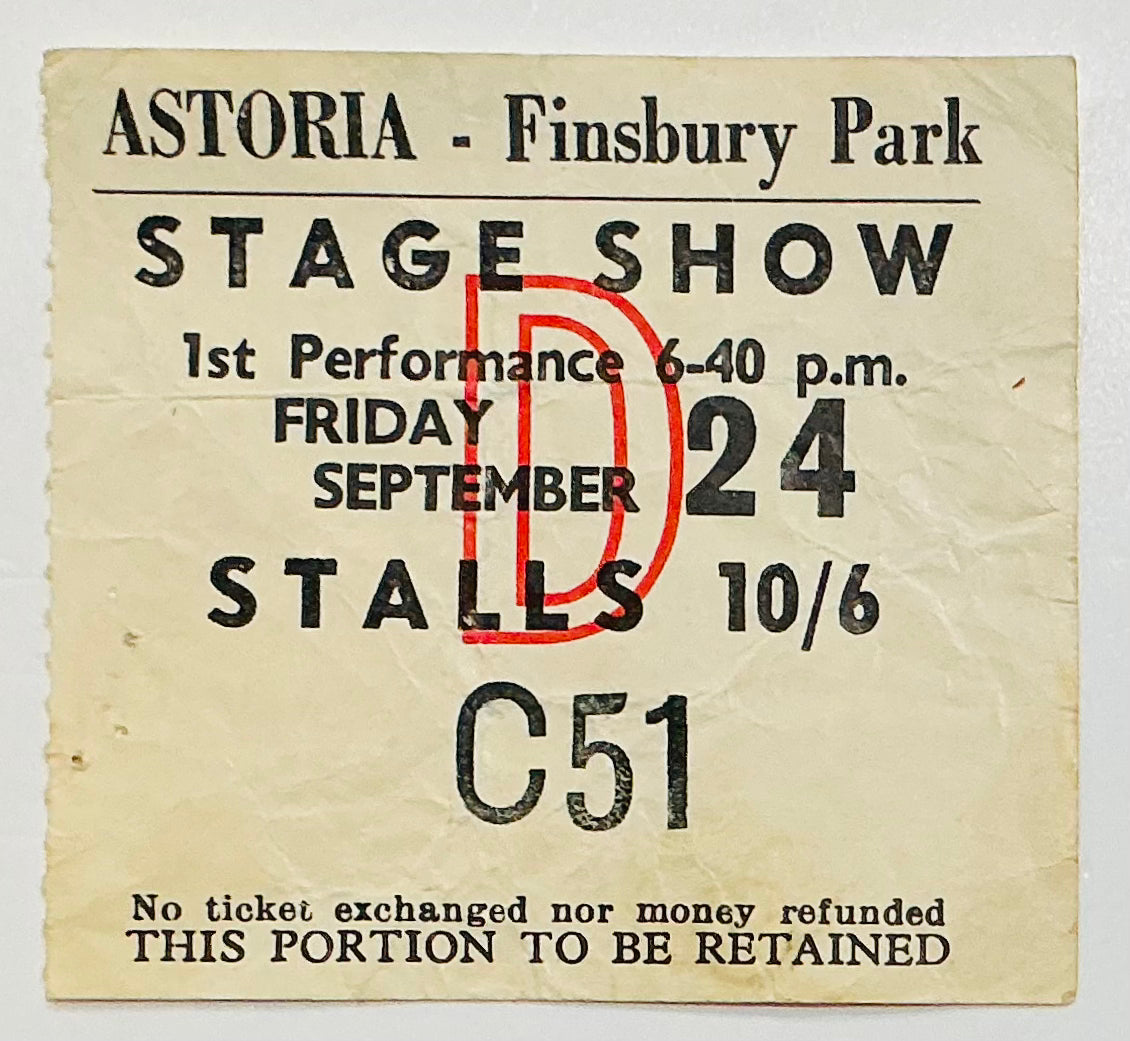 ASTORIA - Finsbury Park
STAGE SHOW
D
1st Performance 6-40 p.m.
FRIDAY
SEPTEMBER 24
STALLS 10/6
C51
No ticket exchanged nor money refunded
THIS PORTION TO BE RETAINED